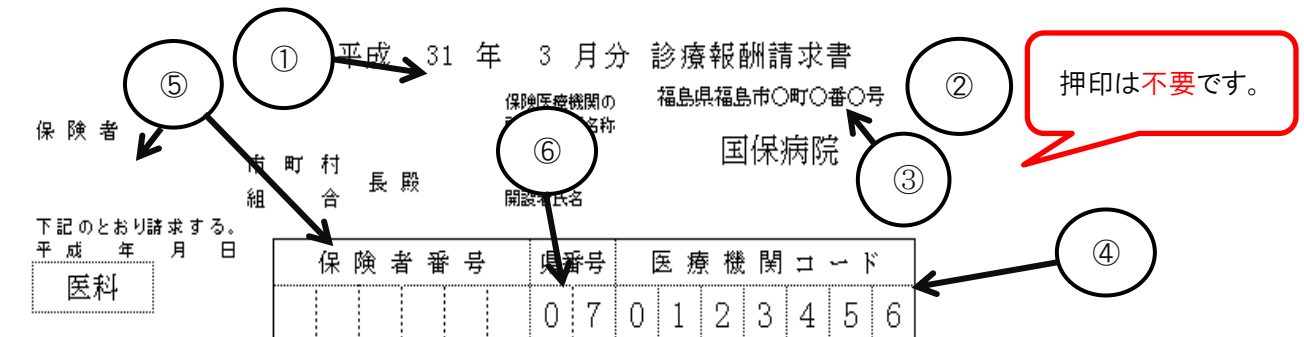 ①
平成 31 年 3 月分 診療報酬請求書
②
押印は不要です。
⑤
保険医療機関の
福島県福島市〇町〇番〇号
名称
保険者
国保病院
⑥
③
市町村
組合
長殿
開設者氏名
下記のとおり請求する。
平成 年 月 日
④
医科
保険者番号 県番号 医療機関コード
0 7 0 1 2 3 4 5 6